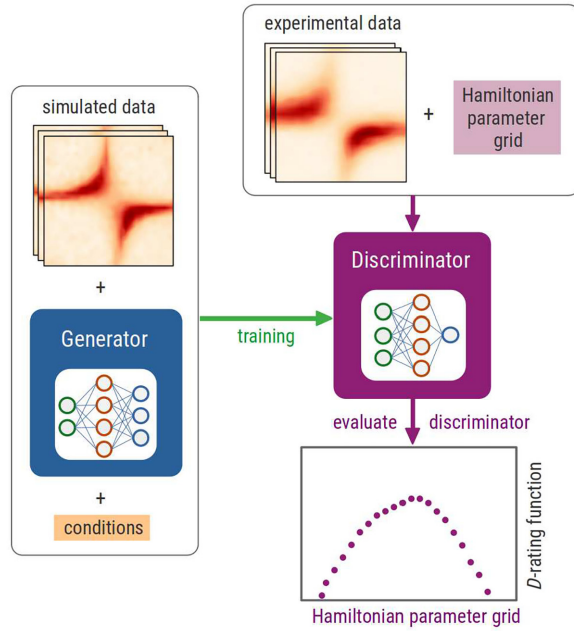 experimental data
simulated data
+
Hamiltonian
parameter
grid
+
Discriminator
Generator
training
evaluate discriminator
+
conditions
D-rating function
Hamiltonian parameter grid